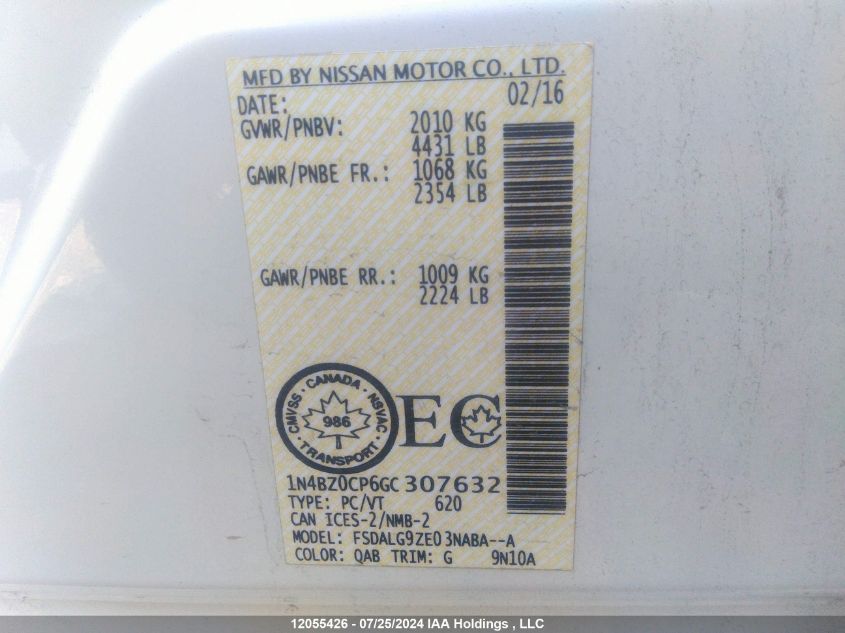 MFD BY NISSAN MOTOR CO., LTD.
DATE: 02/16
GVWR/PNBV: 2010 KG
4431 LB
GAWR/PNBE FR.: 1068 KG
2354 LB
GAWR/PNBE RR.: 1009 KG
2224 LB
CANADA
CMVSS · NSVAC
986
TRANSPORT
EC
1N4BZ0CP6GC 307632
TYPE: PC/VT 620
CAN ICES-2/NMB-2
MODEL: FSDALG9ZE0 3NABA--A
COLOR: QAB TRIM: G 9N10A
12055426 - 07/25/2024 IAA Holdings , LLC